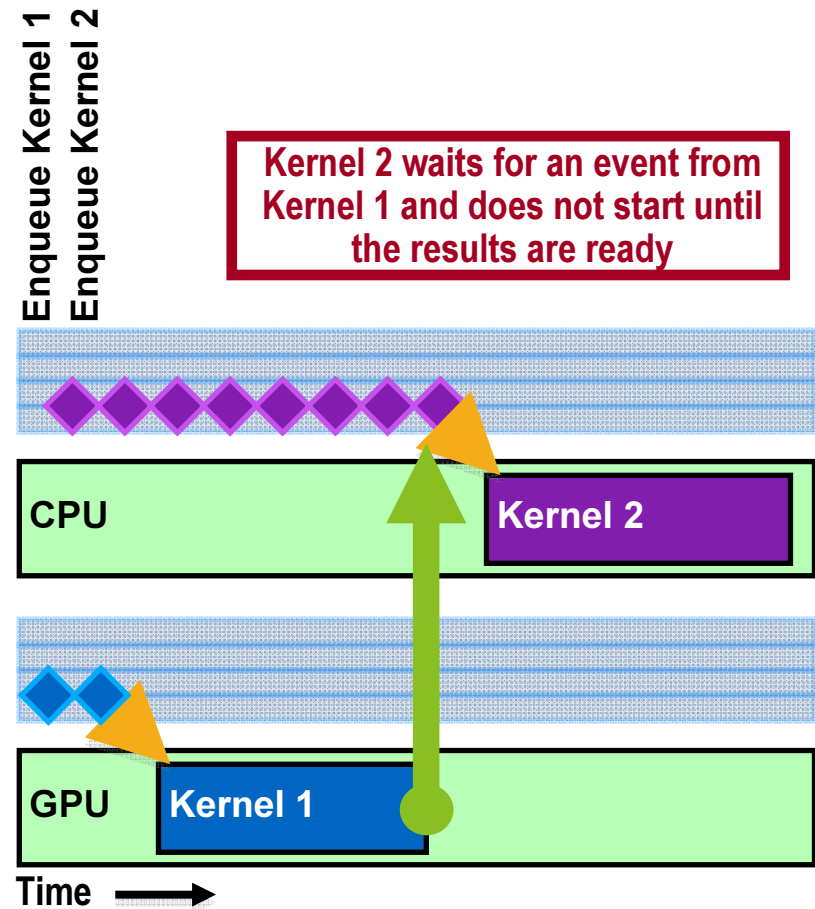 Enqueue Kernel 1
Enqueue Kernel 2
Kernel 2 waits for an event from
Kernel 1 and does not start until
the results are ready
CPU
Kernel 2
GPU
Kernel 1
Time